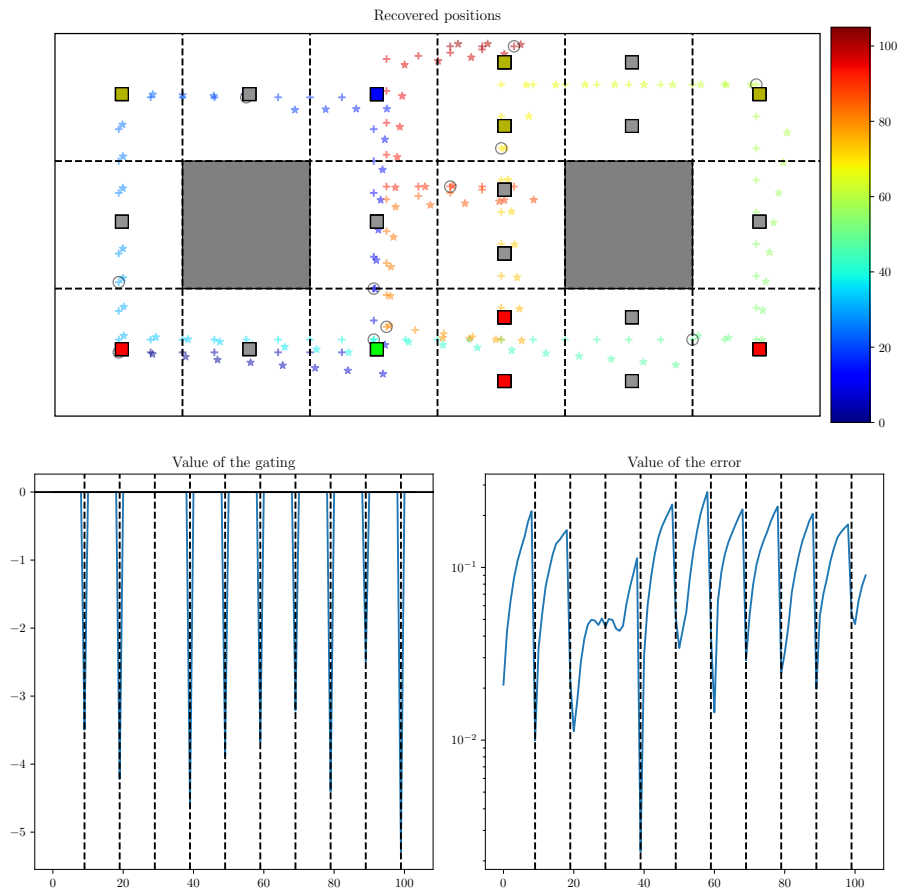 Recovered positions
100
80
60
40
20
0
Value of the gating
0
−1
−2
−3
−4
−5
0 20 40 60 80 100
Value of the error
10⁻¹
10⁻²
0 20 40 60 80 100